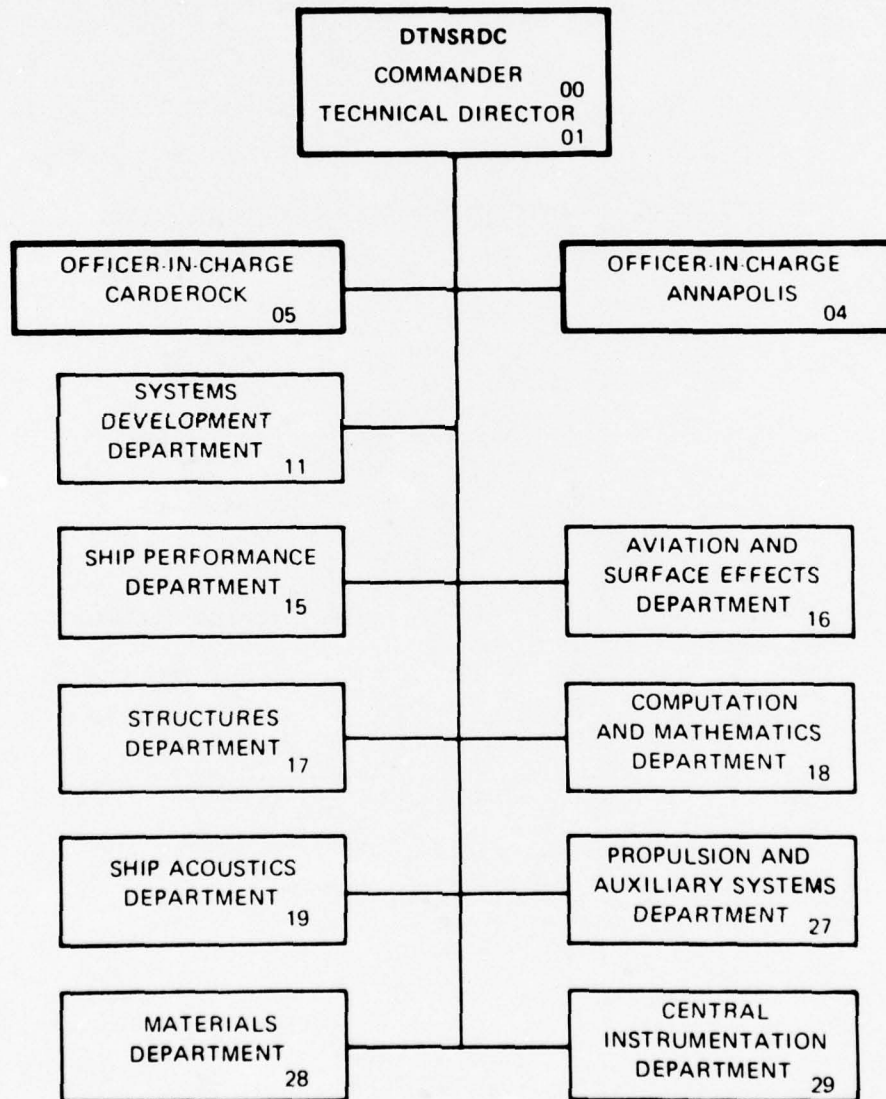 DTNSRDC
COMMANDER
00
TECHNICAL DIRECTOR
01
OFFICER-IN-CHARGE
CARDEROCK
05
OFFICER-IN-CHARGE
ANNAPOLIS
04
SYSTEMS
DEVELOPMENT
DEPARTMENT
11
SHIP PERFORMANCE
DEPARTMENT
15
AVIATION AND
SURFACE EFFECTS
DEPARTMENT
16
STRUCTURES
DEPARTMENT
17
COMPUTATION
AND MATHEMATICS
DEPARTMENT
18
SHIP ACOUSTICS
DEPARTMENT
19
PROPULSION AND
AUXILIARY SYSTEMS
DEPARTMENT
27
MATERIALS
DEPARTMENT
28
CENTRAL
INSTRUMENTATION
DEPARTMENT
29